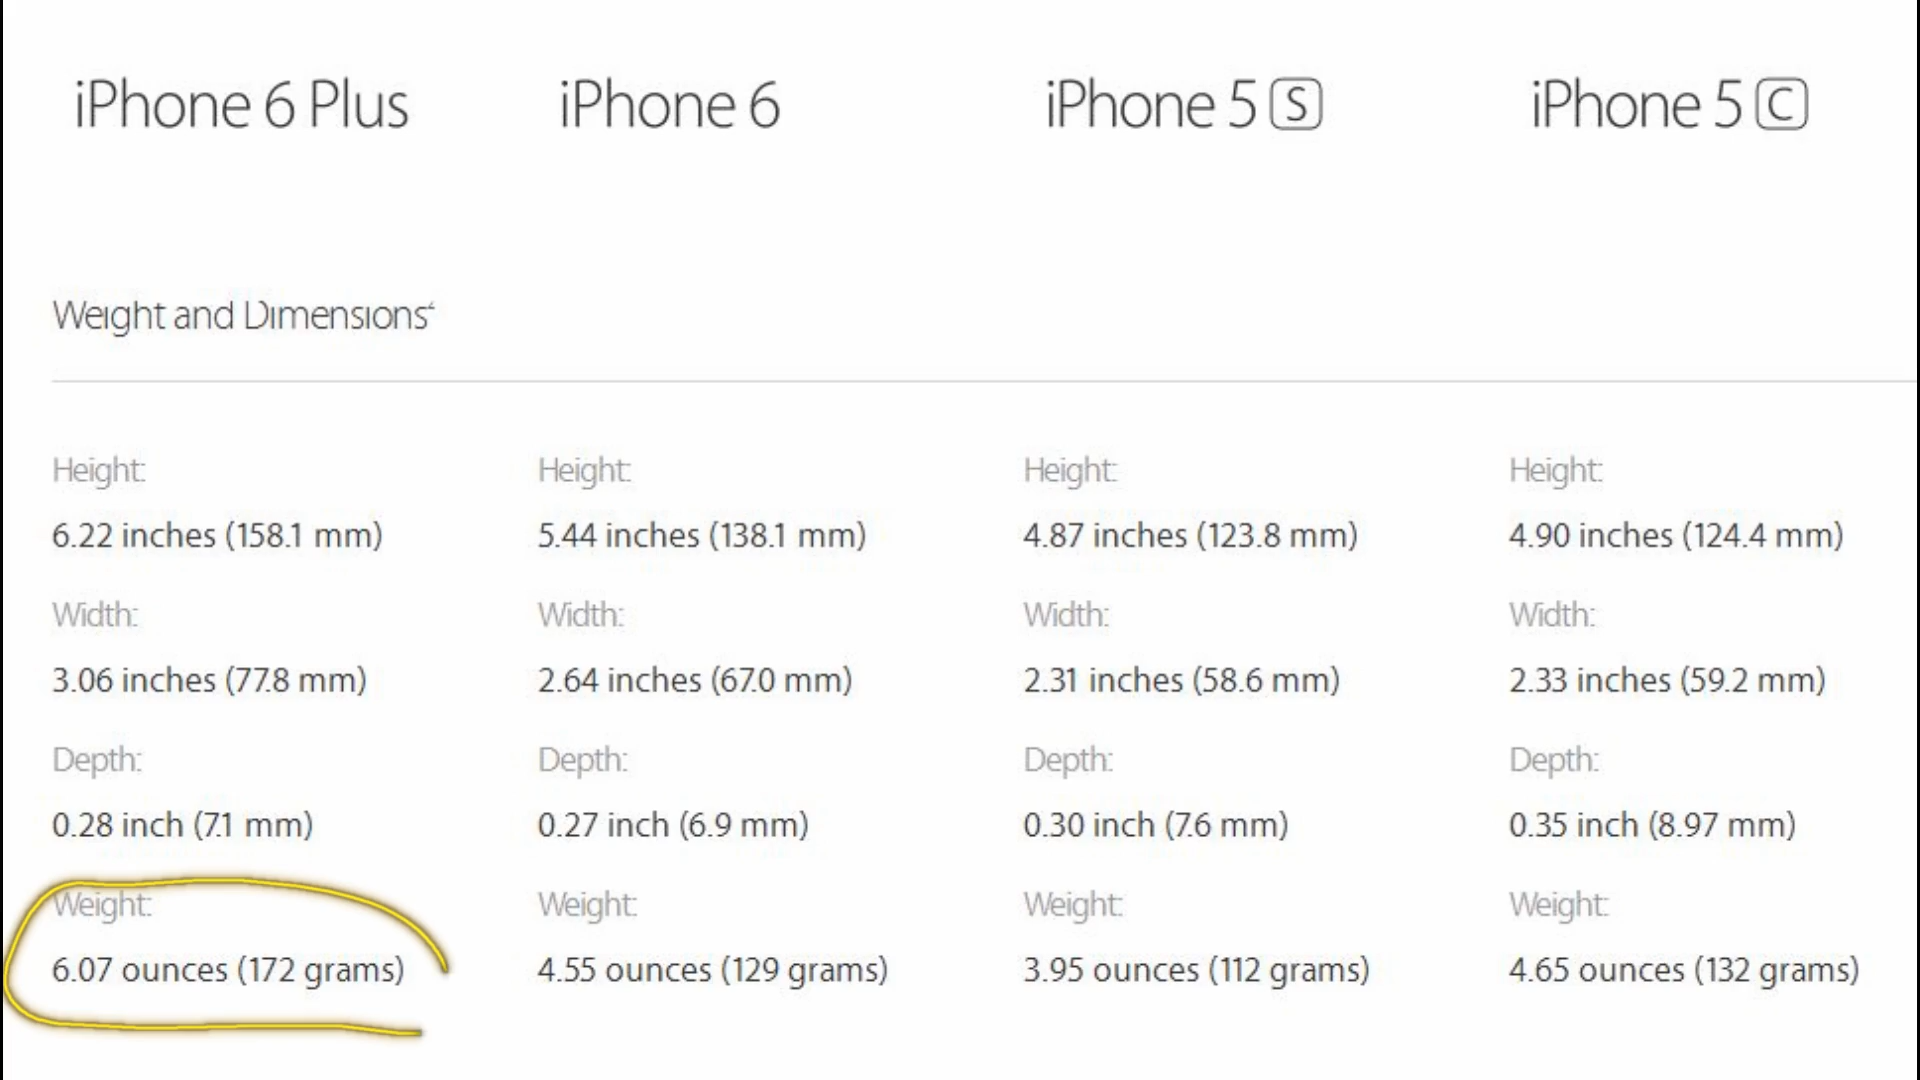 iPhone 6 Plus iPhone 6 iPhone 5 S iPhone 5 C
Weight and Dimensions⁴
Height: Height: Height: Height:
6.22 inches (158.1 mm) 5.44 inches (138.1 mm) 4.87 inches (123.8 mm) 4.90 inches (124.4 mm)
Width: Width: Width: Width:
3.06 inches (77.8 mm) 2.64 inches (67.0 mm) 2.31 inches (58.6 mm) 2.33 inches (59.2 mm)
Depth: Depth: Depth: Depth:
0.28 inch (7.1 mm) 0.27 inch (6.9 mm) 0.30 inch (7.6 mm) 0.35 inch (8.97 mm)
Weight: Weight: Weight: Weight:
6.07 ounces (172 grams) 4.55 ounces (129 grams) 3.95 ounces (112 grams) 4.65 ounces (132 grams)